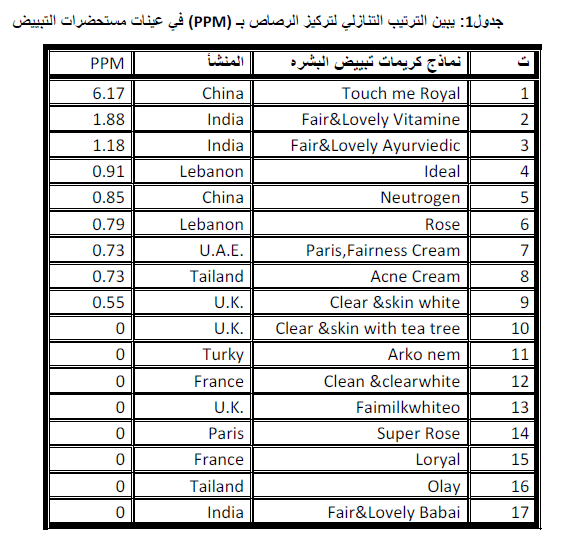 جدول1: يبين الترتيب التنازلي لتركيز الرصاص بـ (PPM) في عينات مستحضرات التبييض
ت نماذج كريمات تبييض البشره المنشأ PPM
1 Touch me Royal China 6.17
2 Fair&Lovely Vitamine India 1.88
3 Fair&Lovely Ayurviedic India 1.18
4 Ideal Lebanon 0.91
5 Neutrogen China 0.85
6 Rose Lebanon 0.79
7 Paris,Fairness Cream U.A.E. 0.73
8 Acne Cream Tailand 0.73
9 Clear &skin white U.K. 0.55
10 Clear &skin with tea tree U.K. 0
11 Arko nem Turky 0
12 Clean &clearwhite France 0
13 Faimilkwhiteo U.K. 0
14 Super Rose Paris 0
15 Loryal France 0
16 Olay Tailand 0
17 Fair&Lovely Babai India 0